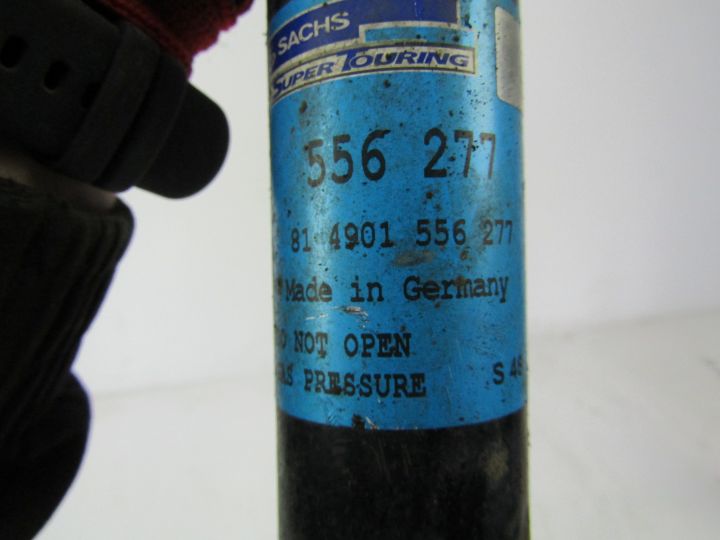 SACHS
SUPER TOURING
556 277
81 4901 556 277
Made in Germany
NOT OPEN
PRESSURE S